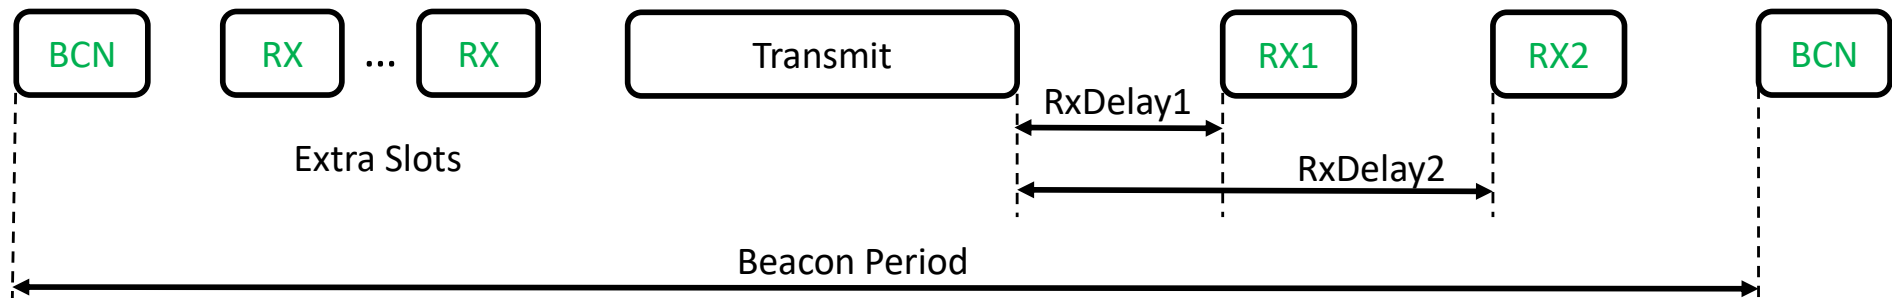 BCN RX ... RX Transmit RX1 RX2 BCN
RxDelay1
Extra Slots
RxDelay2
Beacon Period